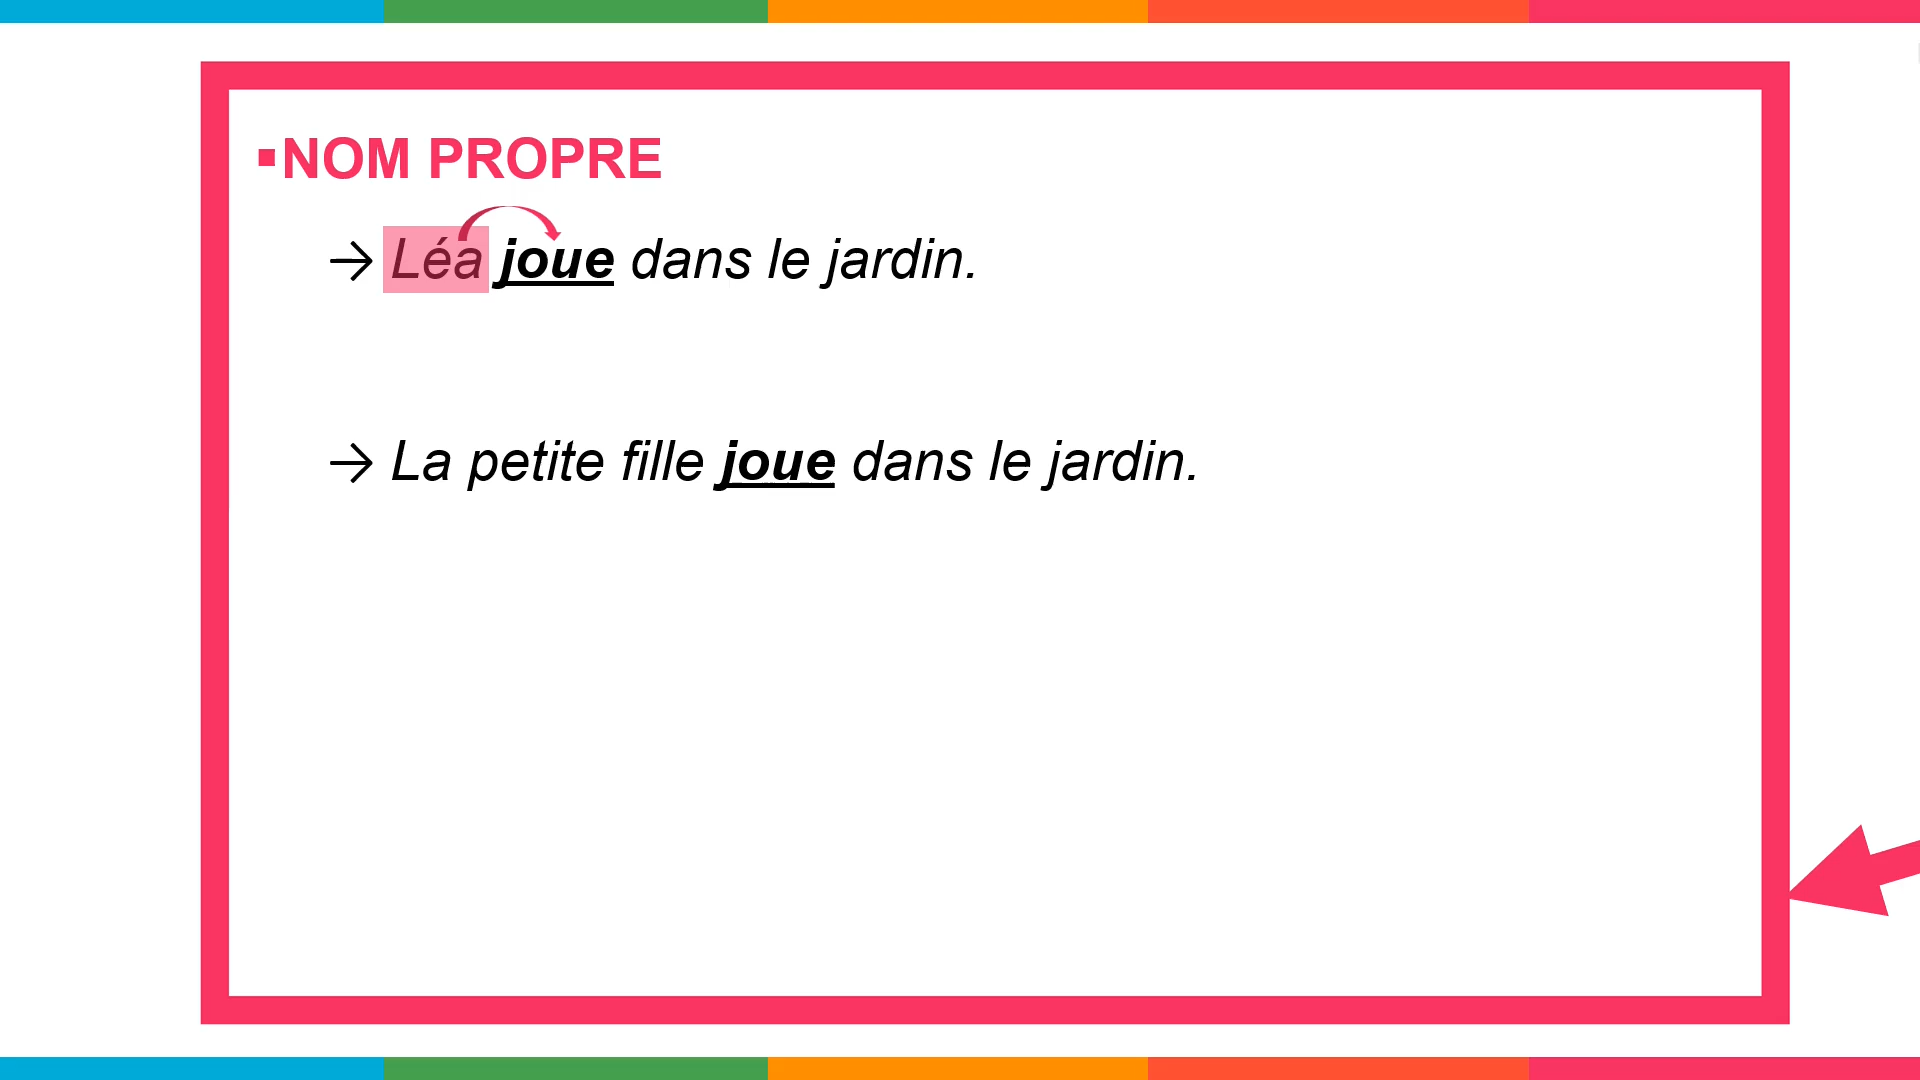 ▪NOM PROPRE
→ Léa joue dans le jardin.
→ La petite fille joue dans le jardin.